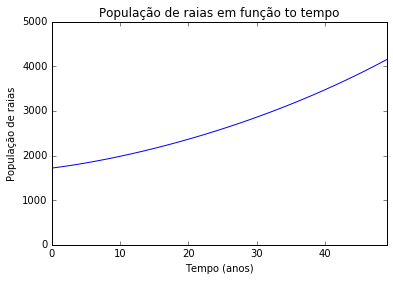 População de raias em função to tempo
5000
4000
3000
2000
1000
0
População de raias
0 10 20 30 40
Tempo (anos)